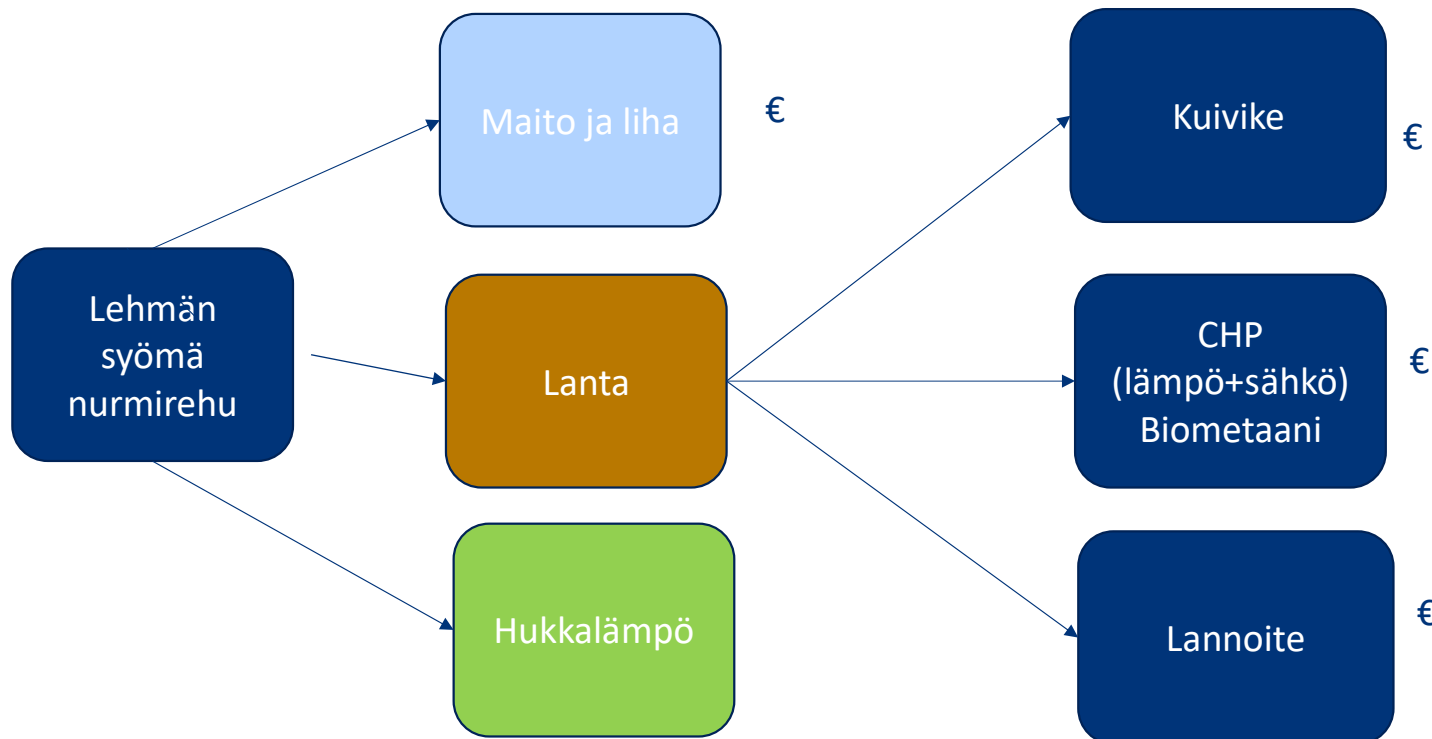 Lehmän
syömä
nurmirehu
Maito ja liha
€
Lanta
Hukkalämpö
Kuivike
€
CHP
(lämpö+sähkö)
Biometaani
€
Lannoite
€